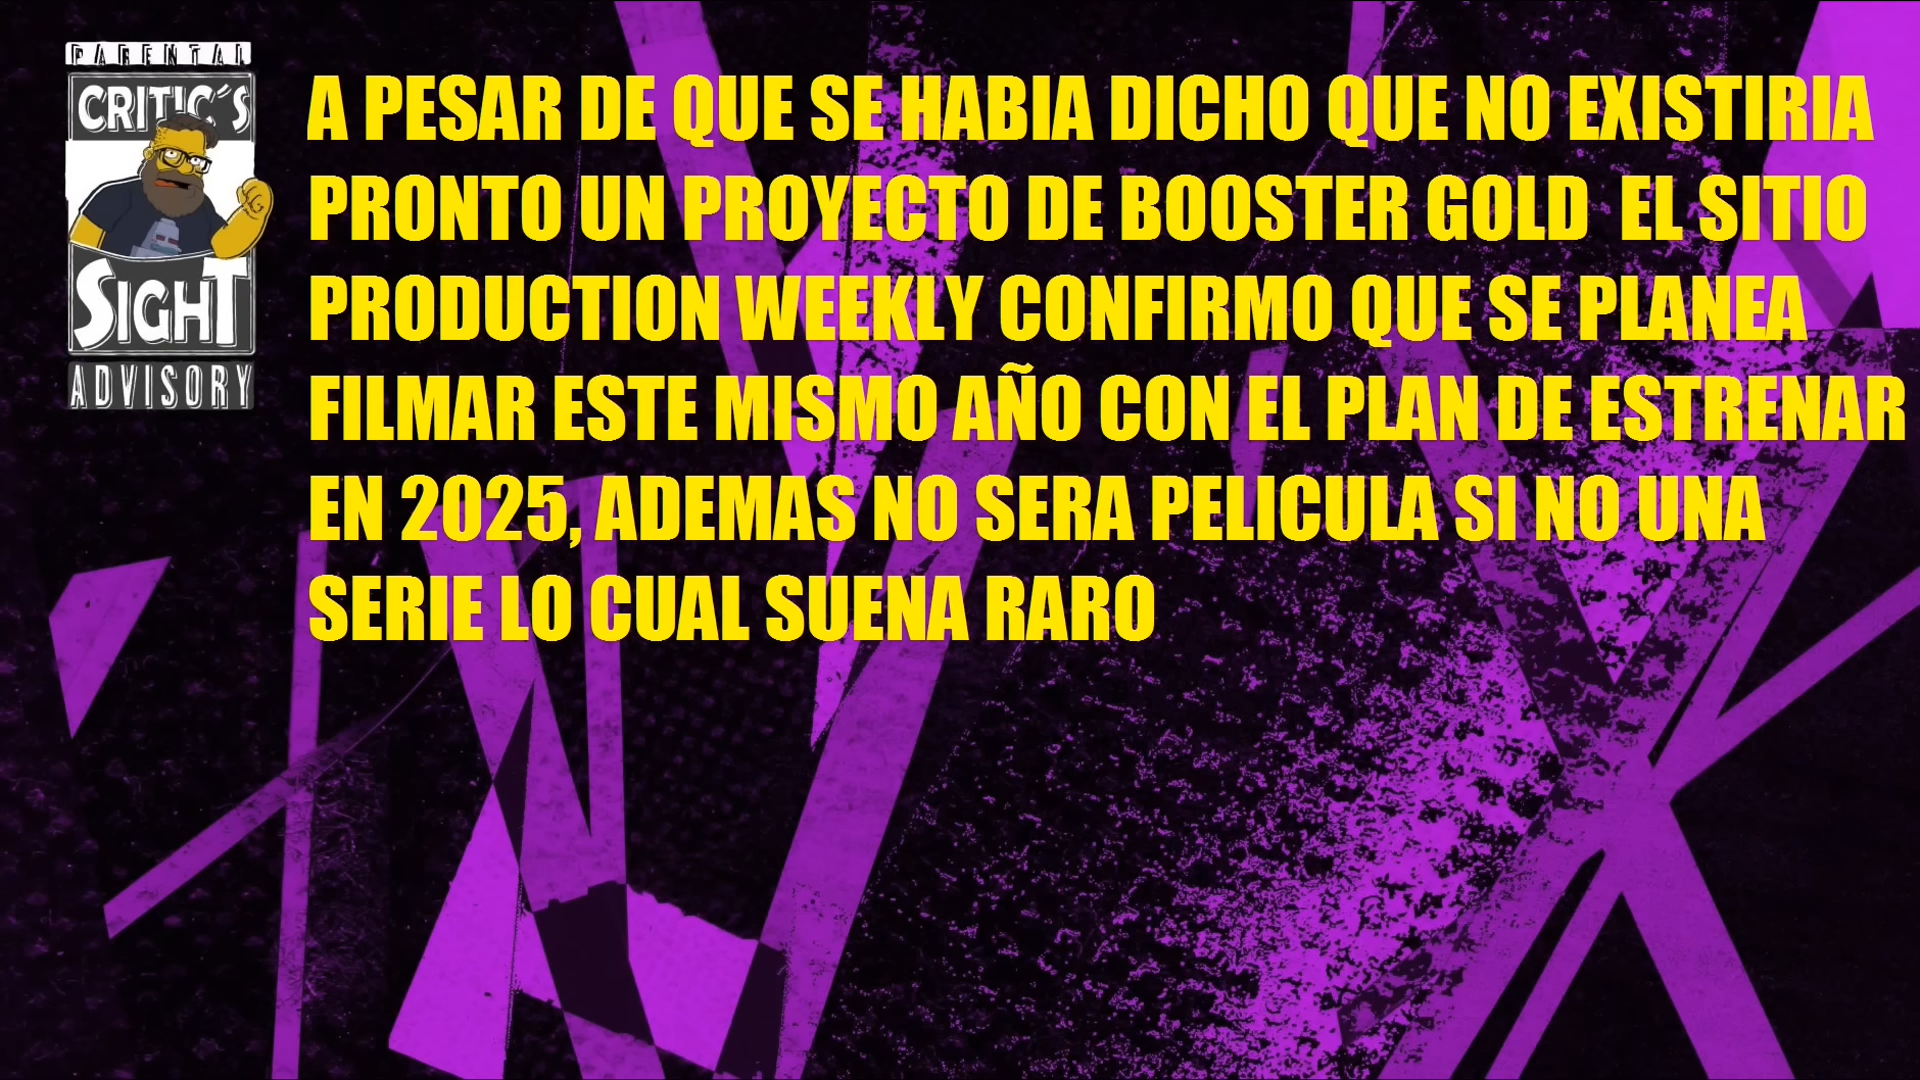 PARENTAL
CRITIC´S
SIGHT
ADVISORY
A PESAR DE QUE SE HABIA DICHO QUE NO EXISTIRIA
PRONTO UN PROYECTO DE BOOSTER GOLD  EL SITIO
PRODUCTION WEEKLY CONFIRMO QUE SE PLANEA
FILMAR ESTE MISMO AÑO CON EL PLAN DE ESTRENAR
EN 2025, ADEMAS NO SERA PELICULA SI NO UNA
SERIE LO CUAL SUENA RARO